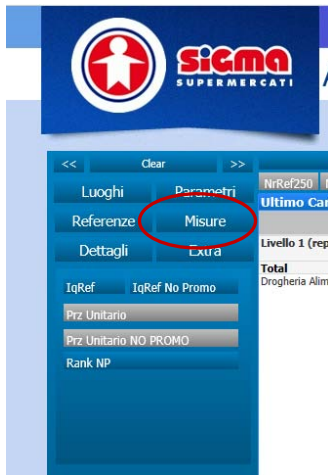 Sigma
SUPERMERCATI
<< Clear >>
Luoghi Parametri
Referenze Misure
Dettagli Extra
IqRef IqRef No Promo
Prz Unitario
Prz Unitario NO PROMO
Rank NP
NrRef250
Ultimo Car
Livello 1 (rep
Total
Drogheria Alim